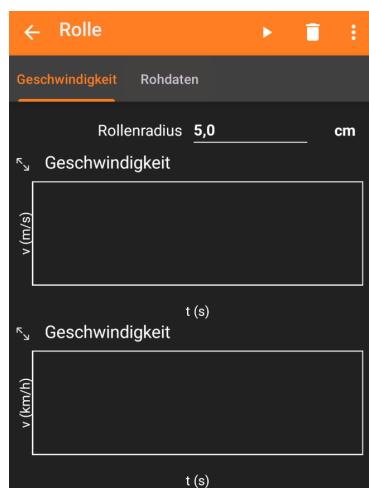 Rolle
Geschwindigkeit Rohdaten
Rollenradius 5,0 cm
Geschwindigkeit
v (m/s)
t (s)
Geschwindigkeit
v (km/h)
t (s)